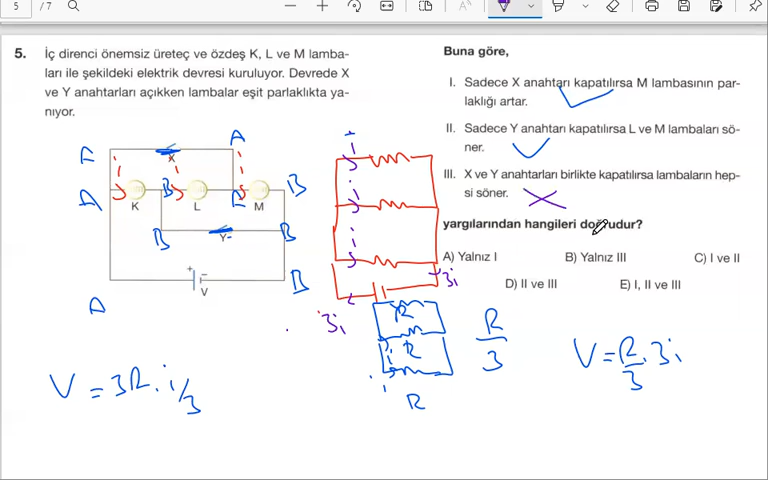 5
/ 7
5.
İç direnci önemsiz üreteç ve özdeş K, L ve M lamba-
ları ile şekildeki elektrik devresi kuruluyor. Devrede X
ve Y anahtarları açıkken lambalar eşit parlaklıkta ya-
nıyor.
A
A
X
A
B
B
K
L
M
B
Y
B
+ −
V
B
A
i
i
i
3i
3i
R
R
i
i
R
R
3
V = 3R . i/3
V = R/3 . 3i
Buna göre,
I. Sadece X anahtarı kapatılırsa M lambasının par-
laklığı artar.
II. Sadece Y anahtarı kapatılırsa L ve M lambaları sö-
ner.
III. X ve Y anahtarları birlikte kapatılırsa lambaların hep-
si söner.
yargılarından hangileri doğrudur?
A) Yalnız I
B) Yalnız III
C) I ve II
D) II ve III
E) I, II ve III